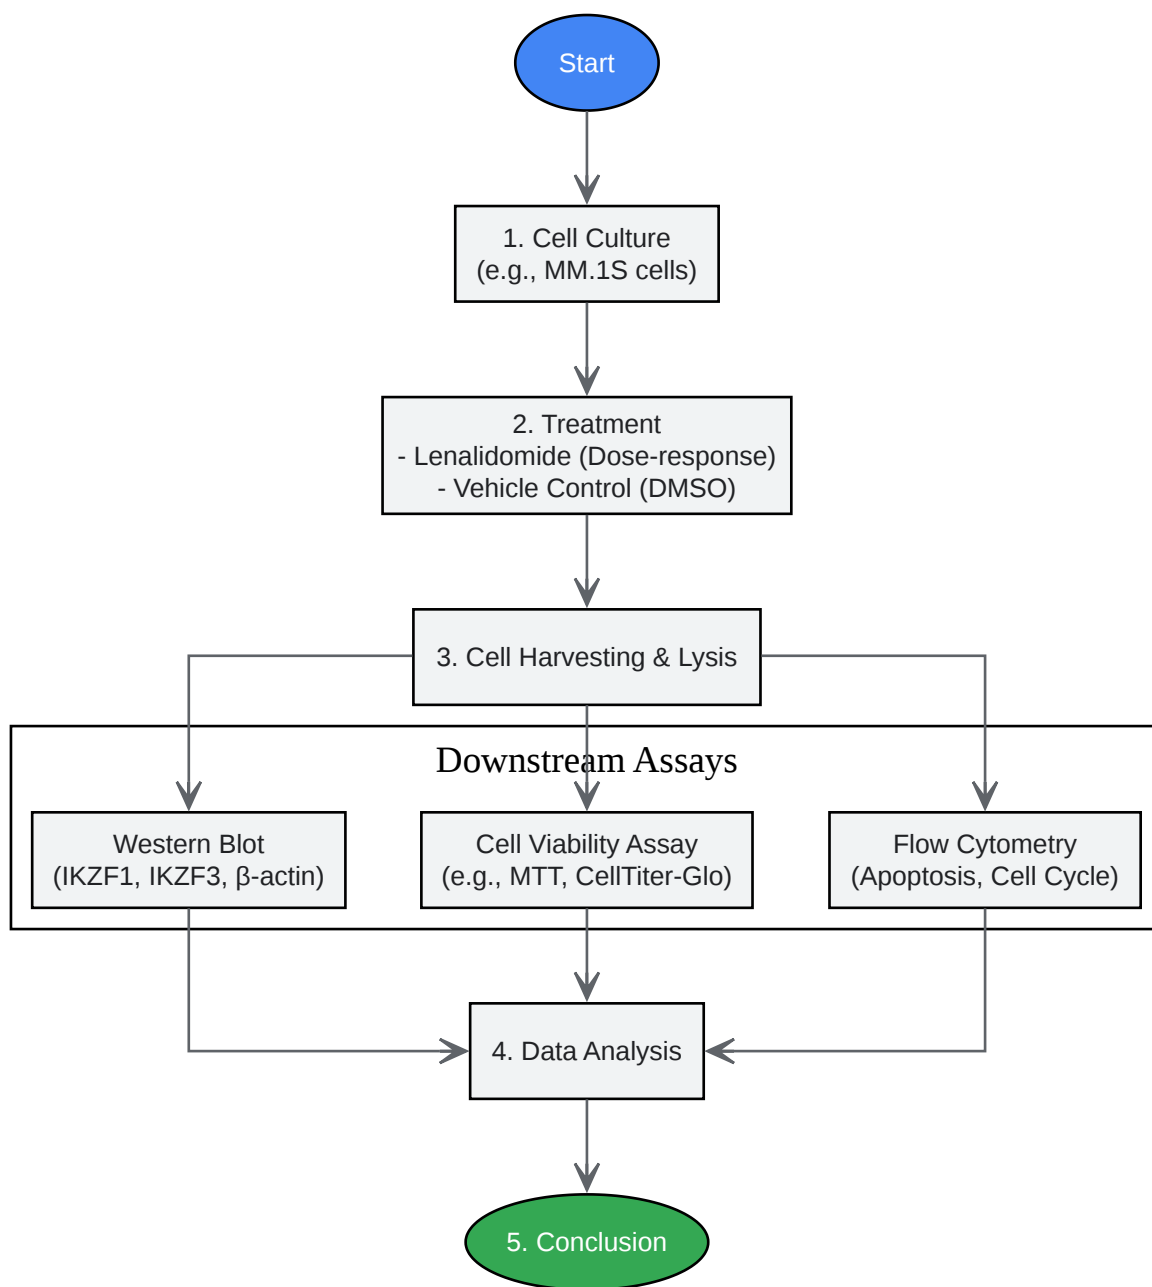 Start
1. Cell Culture
(e.g., MM.1S cells)
2. Treatment
- Lenalidomide (Dose-response)
- Vehicle Control (DMSO)
3. Cell Harvesting & Lysis
Downstream Assays
Western Blot
(IKZF1, IKZF3, β-actin)
Cell Viability Assay
(e.g., MTT, CellTiter-Glo)
Flow Cytometry
(Apoptosis, Cell Cycle)
4. Data Analysis
5. Conclusion